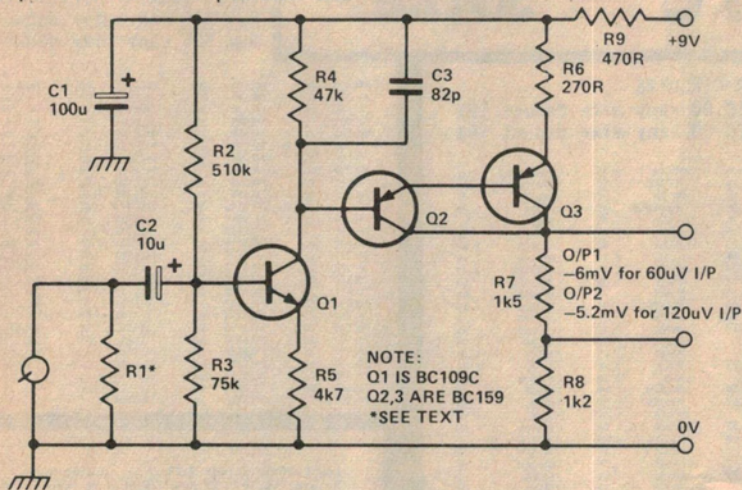 R9
470R
+9V
C1
100u
+
R4
47k
C3
82p
R6
270R
R2
510k
C2
10u
+
Q2
Q3
Q1
R7
1k5
O/P1
–6mV for 60uV I/P
O/P2
–5.2mV for 120uV I/P
R1*
R3
75k
R5
4k7
NOTE:
Q1 IS BC109C
Q2,3 ARE BC159
*SEE TEXT
R8
1k2
0V